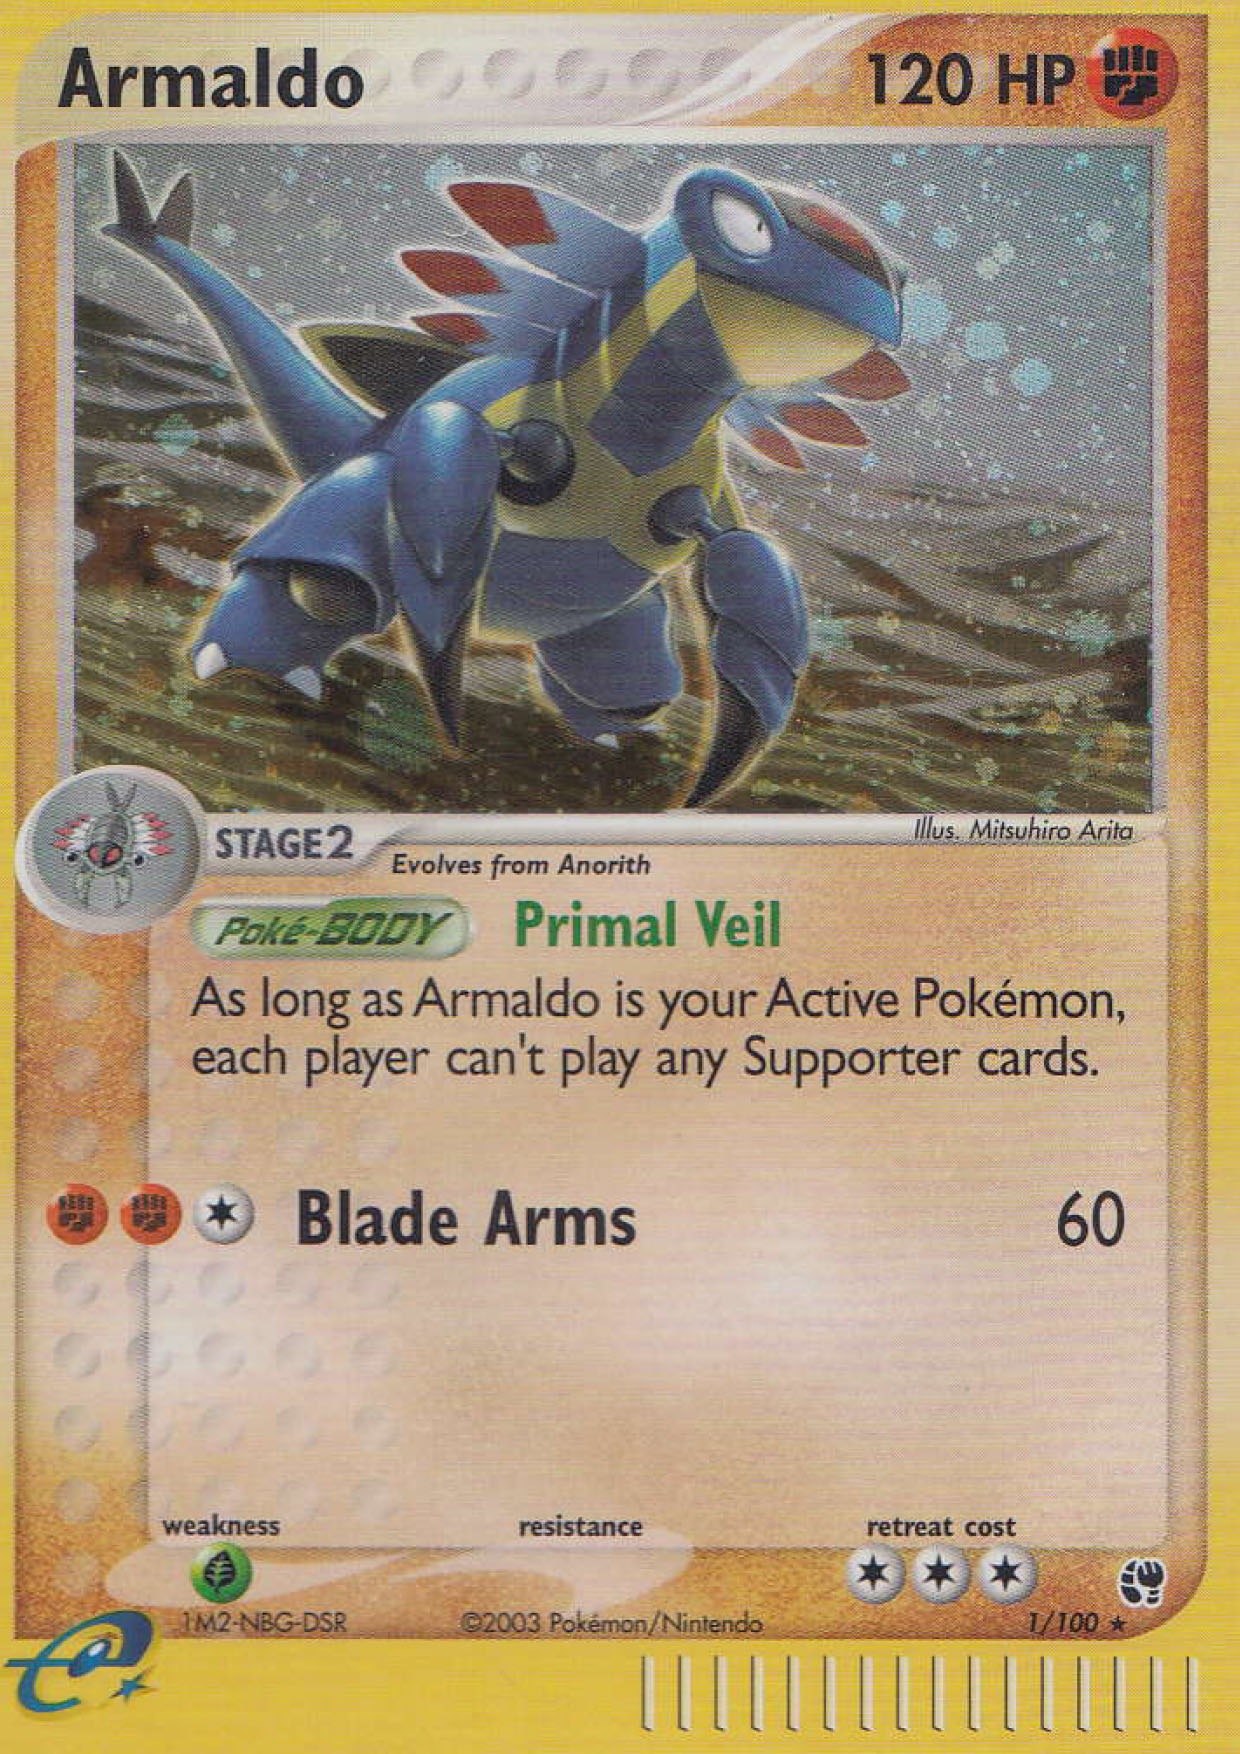 Armaldo
120 HP
Illus. Mitsuhiro Arita
STAGE2
Evolves from Anorith
Poké-BODY Primal Veil
As long as Armaldo is your Active Pokémon,
each player can't play any Supporter cards.
Blade Arms 60
weakness resistance retreat cost
1M2-NBG-DSR ©2003 Pokémon/Nintendo 1/100 ★